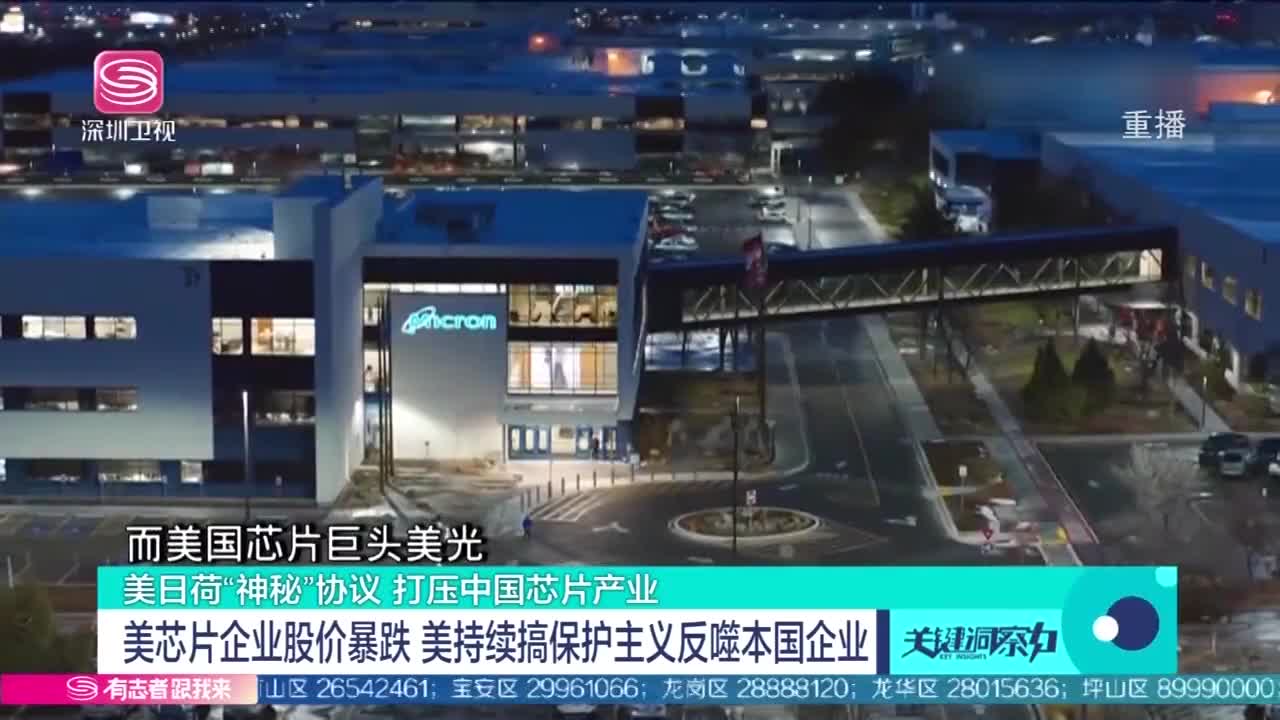 深圳卫视
重播
37
Micron
而美国芯片巨头美光
美日荷“神秘”协议 打压中国芯片产业
美芯片企业股价暴跌 美持续搞保护主义反噬本国企业
关键洞察力
KEY INSIGHTS
有志者跟我来
山区 26542461；宝安区 29961066；龙岗区 28888120；龙华区 28015636；坪山区 89990000